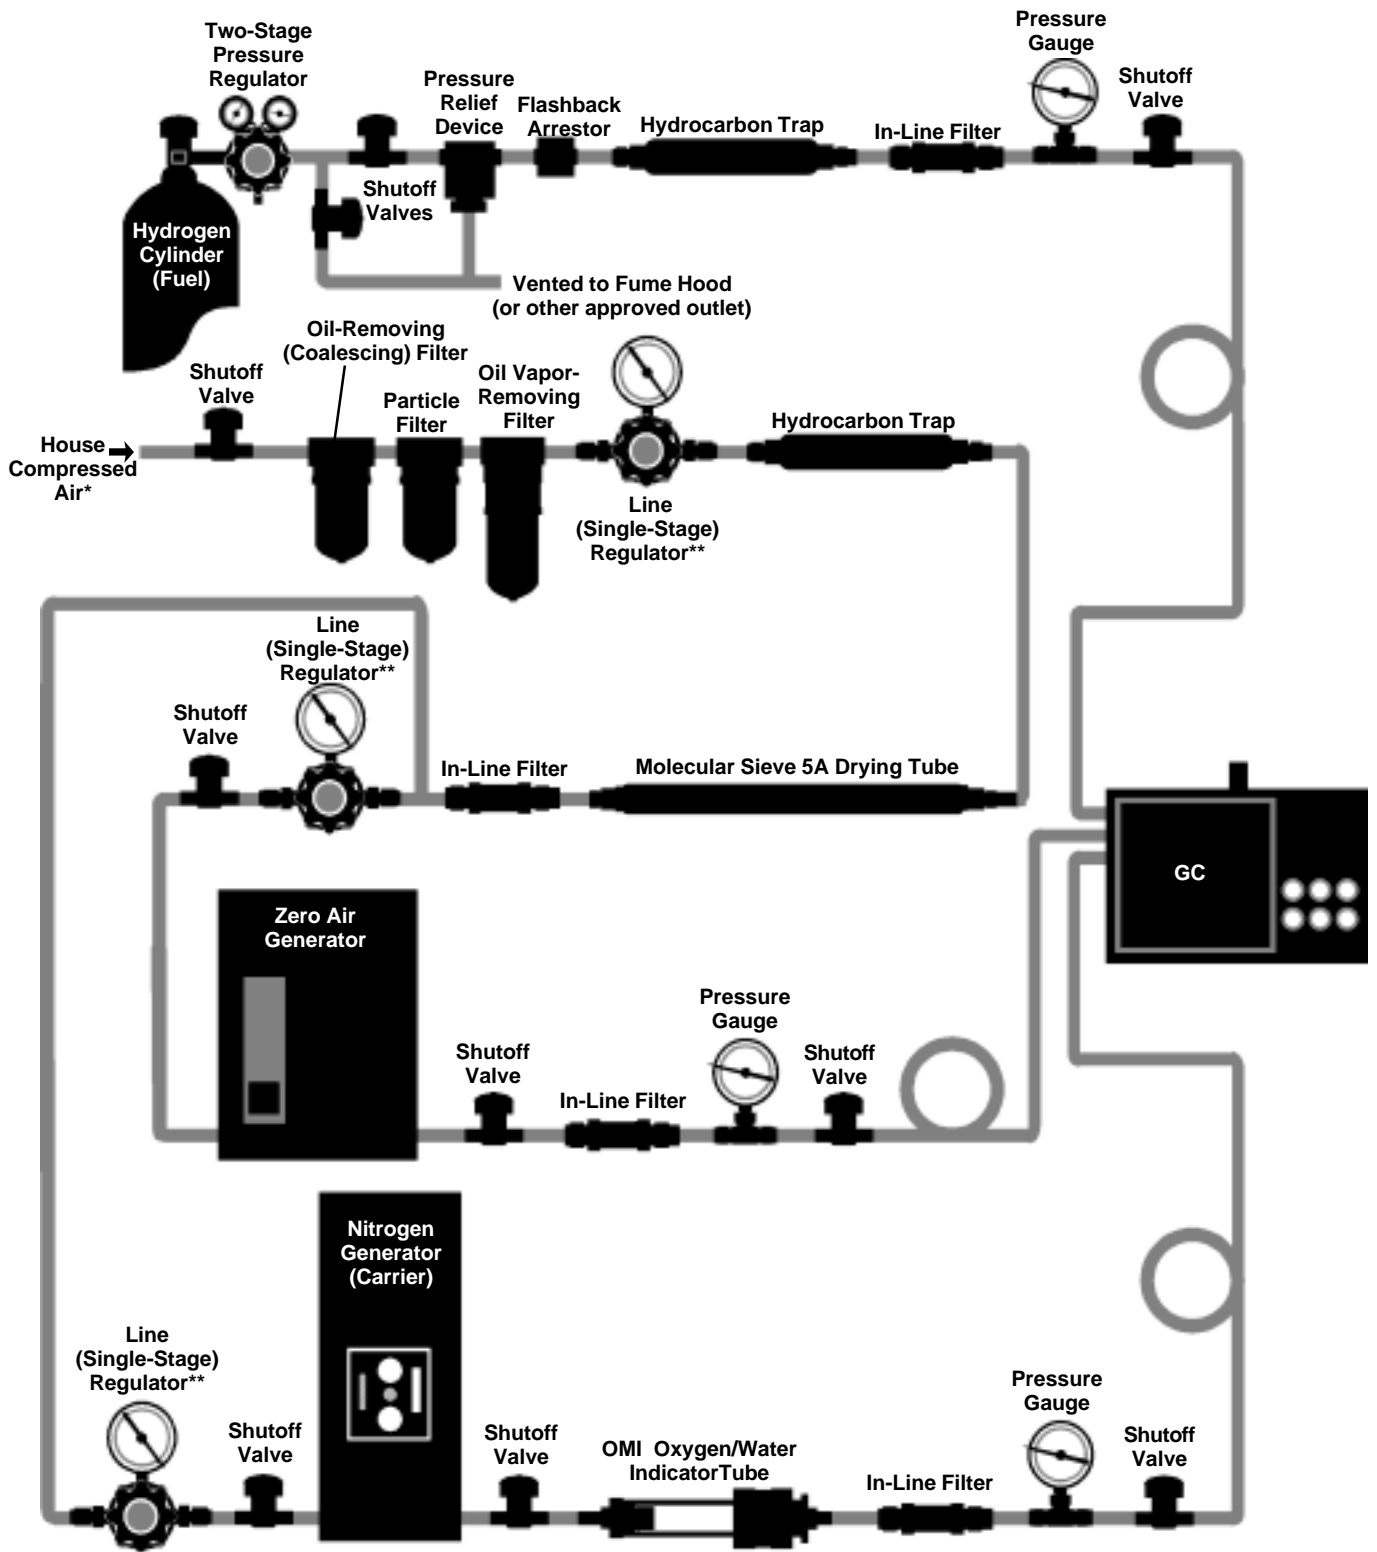 Two-Stage
Pressure
Regulator
Pressure
Relief
Device
Flashback
Arrestor
Hydrocarbon Trap
In-Line Filter
Pressure
Gauge
Shutoff
Valve
Shutoff
Valves
Hydrogen
Cylinder
(Fuel)
Vented to Fume Hood
(or other approved outlet)
Oil-Removing
(Coalescing) Filter
Shutoff
Valve
Particle
Filter
Oil Vapor-
Removing
Filter
Hydrocarbon Trap
House
Compressed
Air*
Line
(Single-Stage)
Regulator**
Line
(Single-Stage)
Regulator**
Shutoff
Valve
In-Line Filter
Molecular Sieve 5A Drying Tube
GC
Zero Air
Generator
Shutoff
Valve
In-Line Filter
Pressure
Gauge
Shutoff
Valve
Nitrogen
Generator
(Carrier)
Line
(Single-Stage)
Regulator**
Shutoff
Valve
Shutoff
Valve
OMI Oxygen/Water
IndicatorTube
In-Line Filter
Pressure
Gauge
Shutoff
Valve